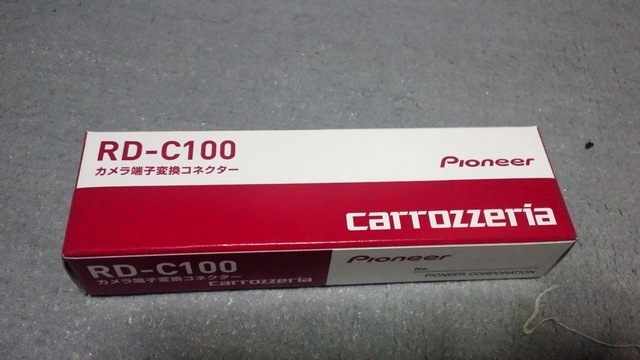 RD-C100
カメラ端子変換コネクター
Pioneer
carrozzeria
RD-C100
カメラ端子変換コネクター
carrozzeria
Pioneer
No.
PIONEER CORPORATION